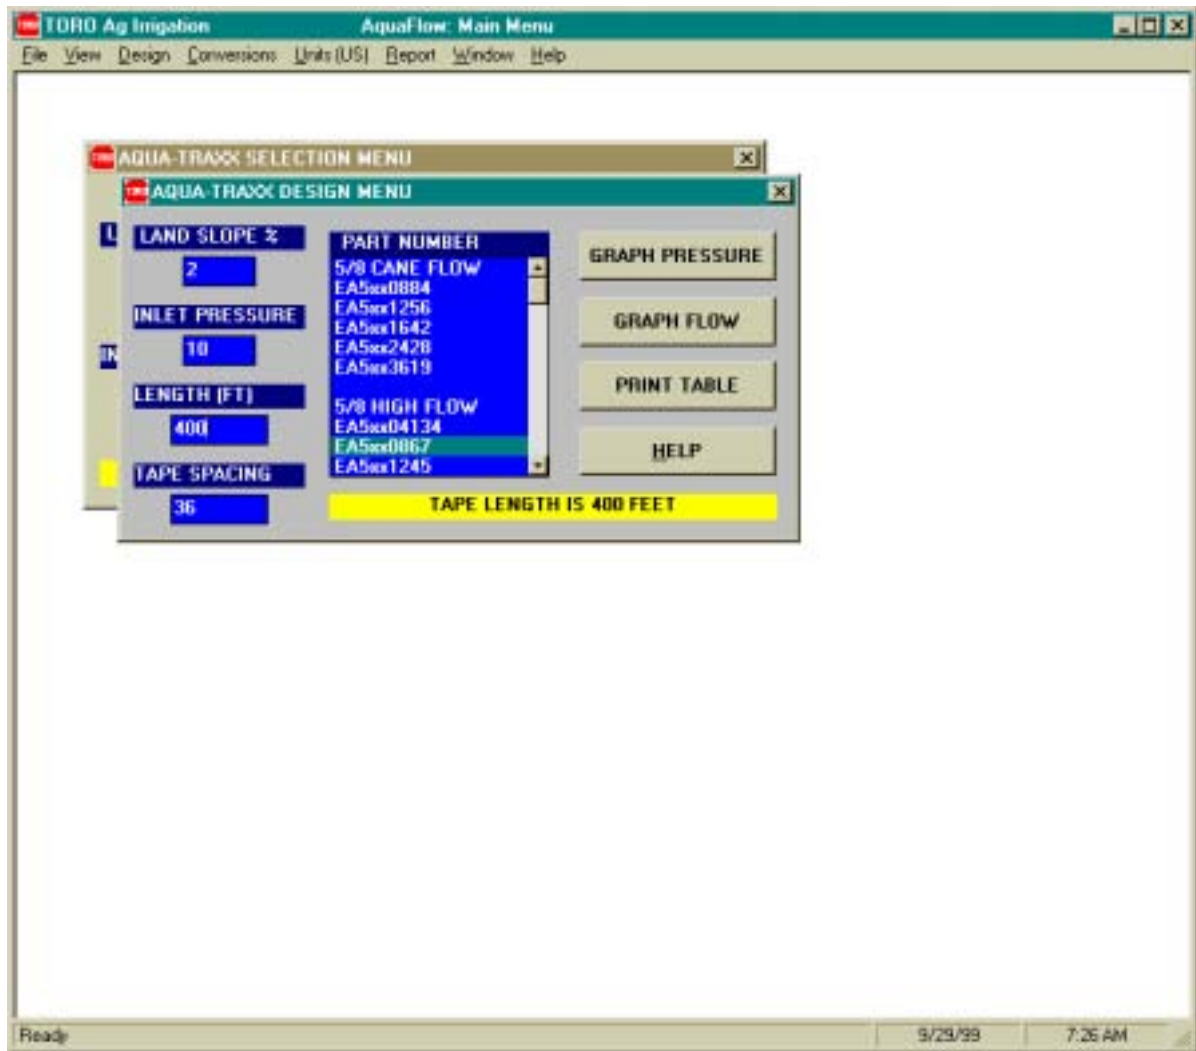 TORO Ag Irrigation AquaFlow: Main Menu
File View Design Conversions Units (US) Report Window Help
TORO AQUA-TRAXX SELECTION MENU
TORO AQUA-TRAXX DESIGN MENU
L
LAND SLOPE %
2
IN
INLET PRESSURE
10
LENGTH (FT)
400
TAPE SPACING
36
PART NUMBER
5/8 CANE FLOW
EA5xx0884
EA5xx1256
EA5xx1642
EA5xx2428
EA5xx3619
5/8 HIGH FLOW
EA5xx04134
EA5xx0867
EA5xx1245
GRAPH PRESSURE
GRAPH FLOW
PRINT TABLE
HELP
TAPE LENGTH IS 400 FEET
Ready 9/29/99 7:26 AM